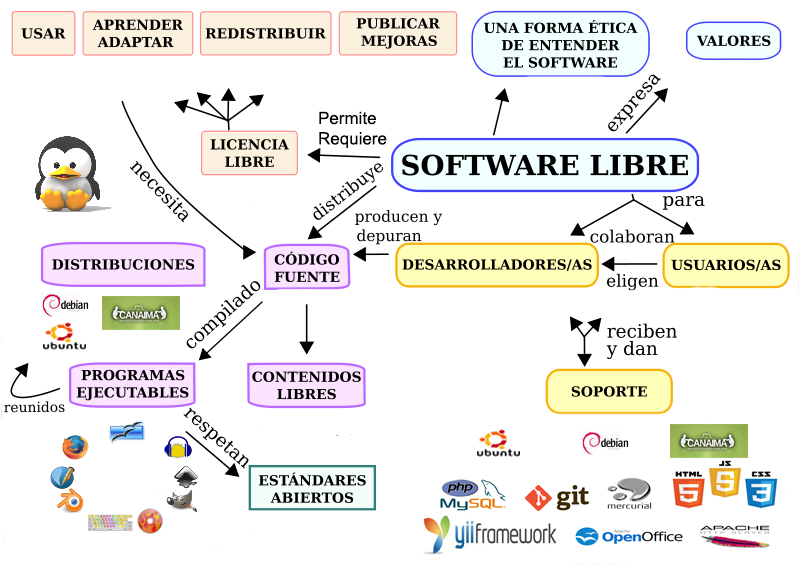 USAR
APRENDER
ADAPTAR
REDISTRIBUIR
PUBLICAR
MEJORAS
UNA FORMA ÉTICA
DE ENTENDER
EL SOFTWARE
VALORES
expresa
Permite
Requiere
LICENCIA
LIBRE
SOFTWARE LIBRE
necesita
distribuye
para
producen y
depuran
colaboran
DISTRIBUCIONES
CÓDIGO
FUENTE
DESARROLLADORES/AS
USUARIOS/AS
eligen
debian
CANAIMA
ubuntu
compilado
reciben
y dan
PROGRAMAS
EJECUTABLES
CONTENIDOS
LIBRES
SOPORTE
reunidos
respetan
ESTÁNDARES
ABIERTOS
ubuntu
debian
CANAIMA
php
MySQL
git
mercurial
HTML
5
JS
5
CSS
3
yiiframework
Apache
OpenOffice
APACHE
HTTP SERVER